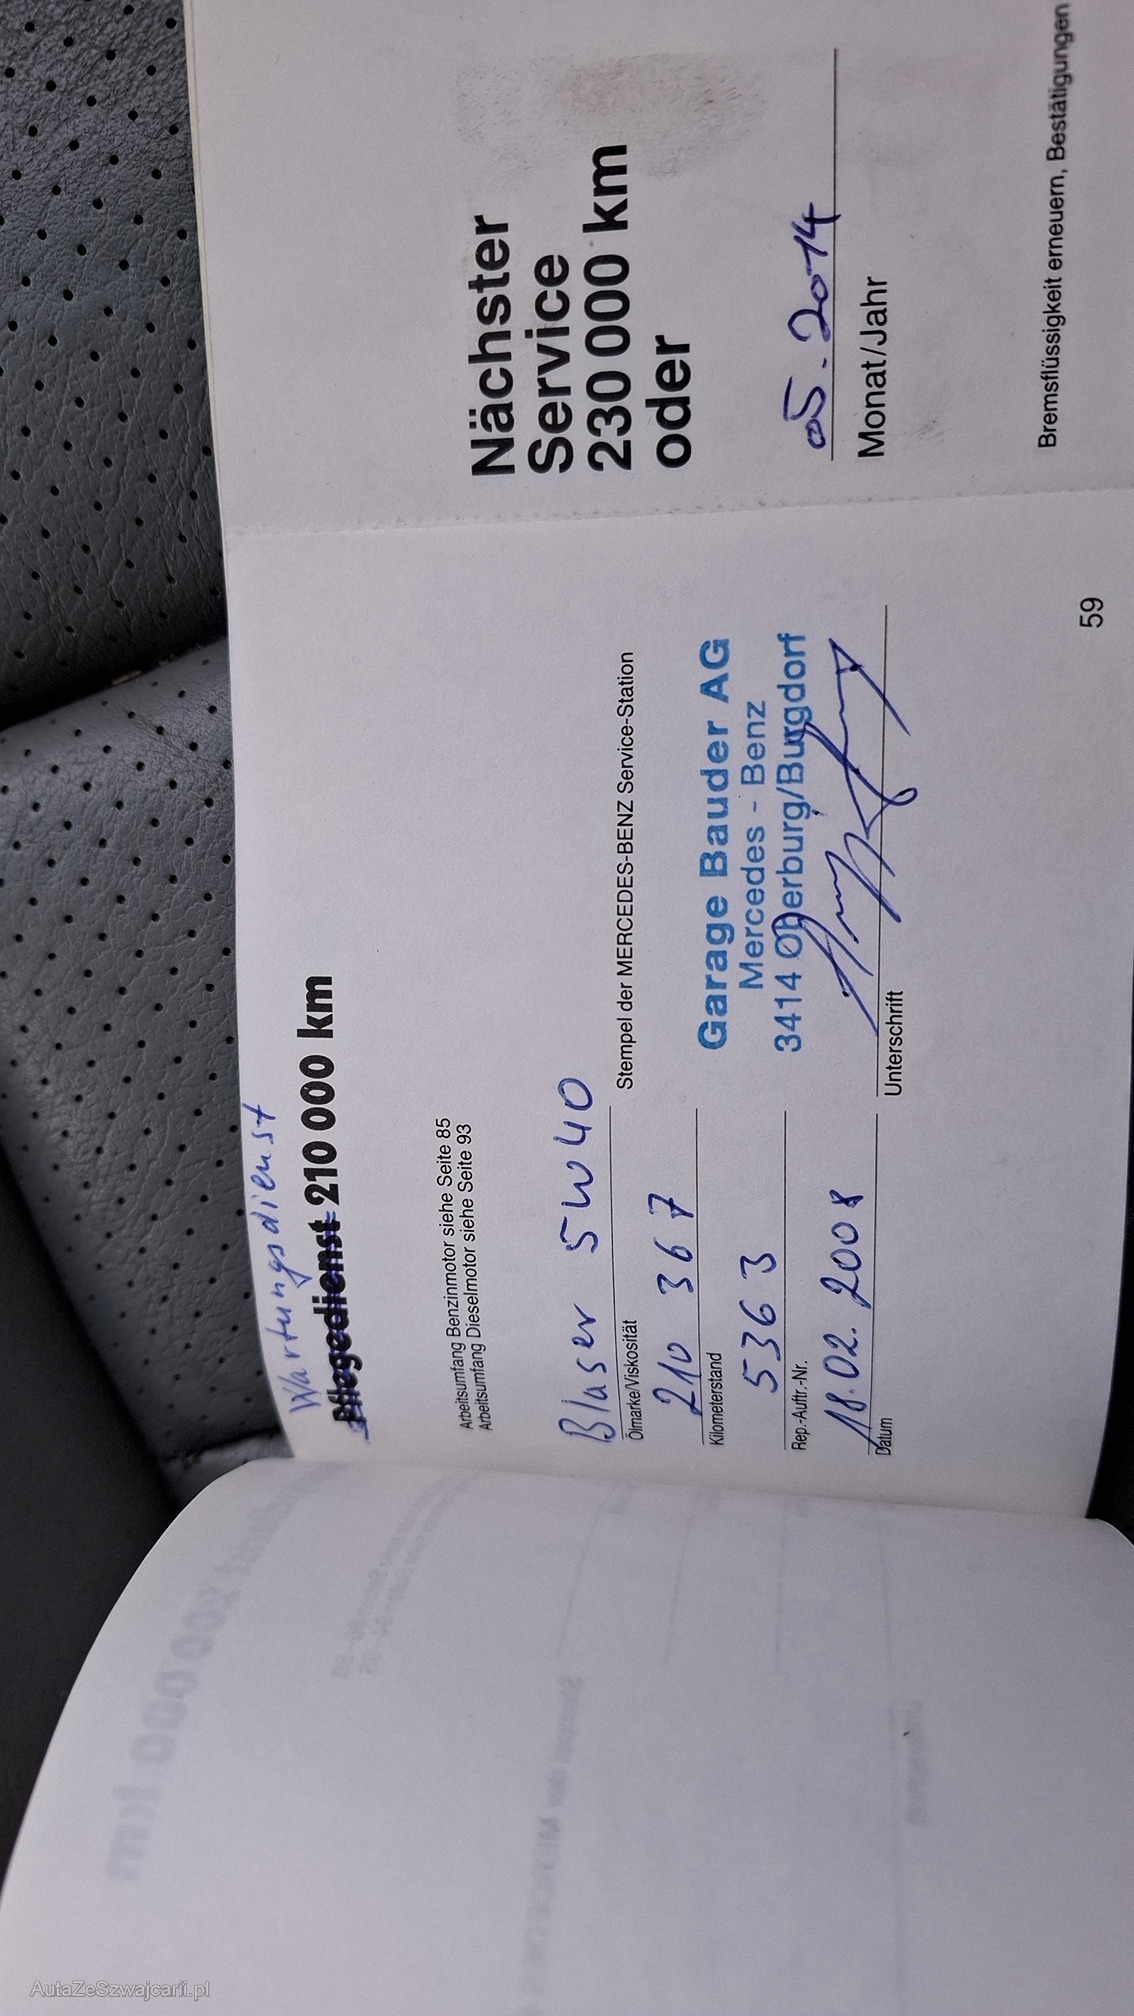 Wartungsdienst
Pflegedienst 210 000 km
Arbeitsumfang Benzinmotor siehe Seite 85
Arbeitsumfang Dieselmotor siehe Seite 93
Blaser 5W40
Ölmarke/Viskosität
210 367
Kilometerstand
5363
Rep.-Auftr.-Nr.
18.02.2008
Datum
Stempel der MERCEDES-BENZ Service-Station
Garage Bauder AG
Mercedes - Benz
3414 Oberburg/Burgdorf
Unterschrift
59
Nächster
Service
230 000 km
oder
05.2014
Monat/Jahr
Bremsflüssigkeit erneuern, Bestätigungen
AutaZeSzwajcarii.pl